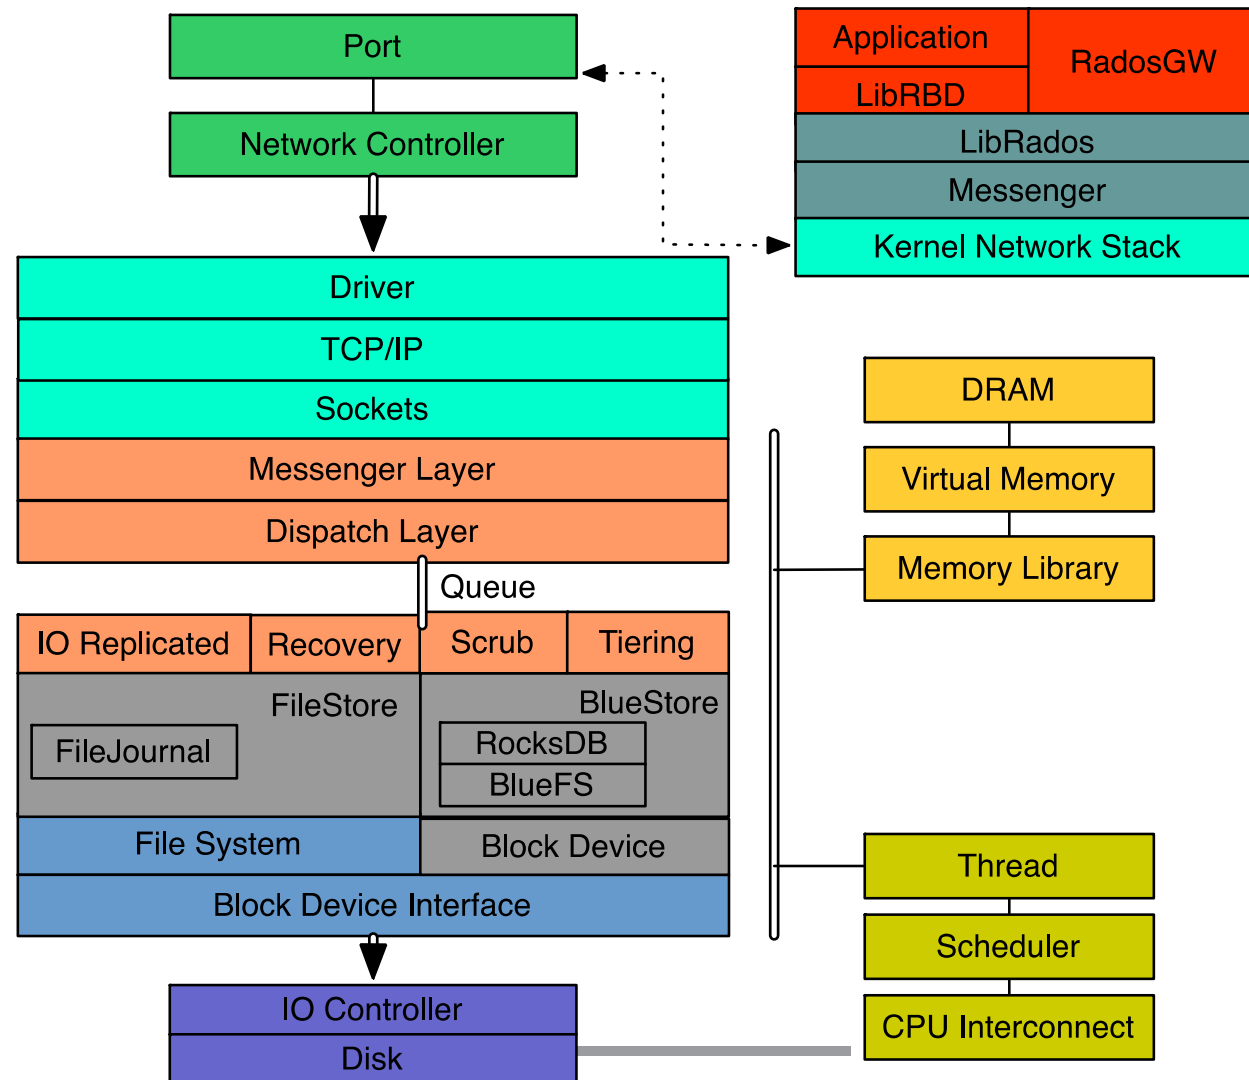 Port
Network Controller
Driver
TCP/IP
Sockets
Messenger Layer
Dispatch Layer
Queue
IO Replicated
Recovery
Scrub
Tiering
FileStore
FileJournal
BlueStore
RocksDB
BlueFS
File System
Block Device
Block Device Interface
IO Controller
Disk
Application
LibRBD
RadosGW
LibRados
Messenger
Kernel Network Stack
DRAM
Virtual Memory
Memory Library
Thread
Scheduler
CPU Interconnect